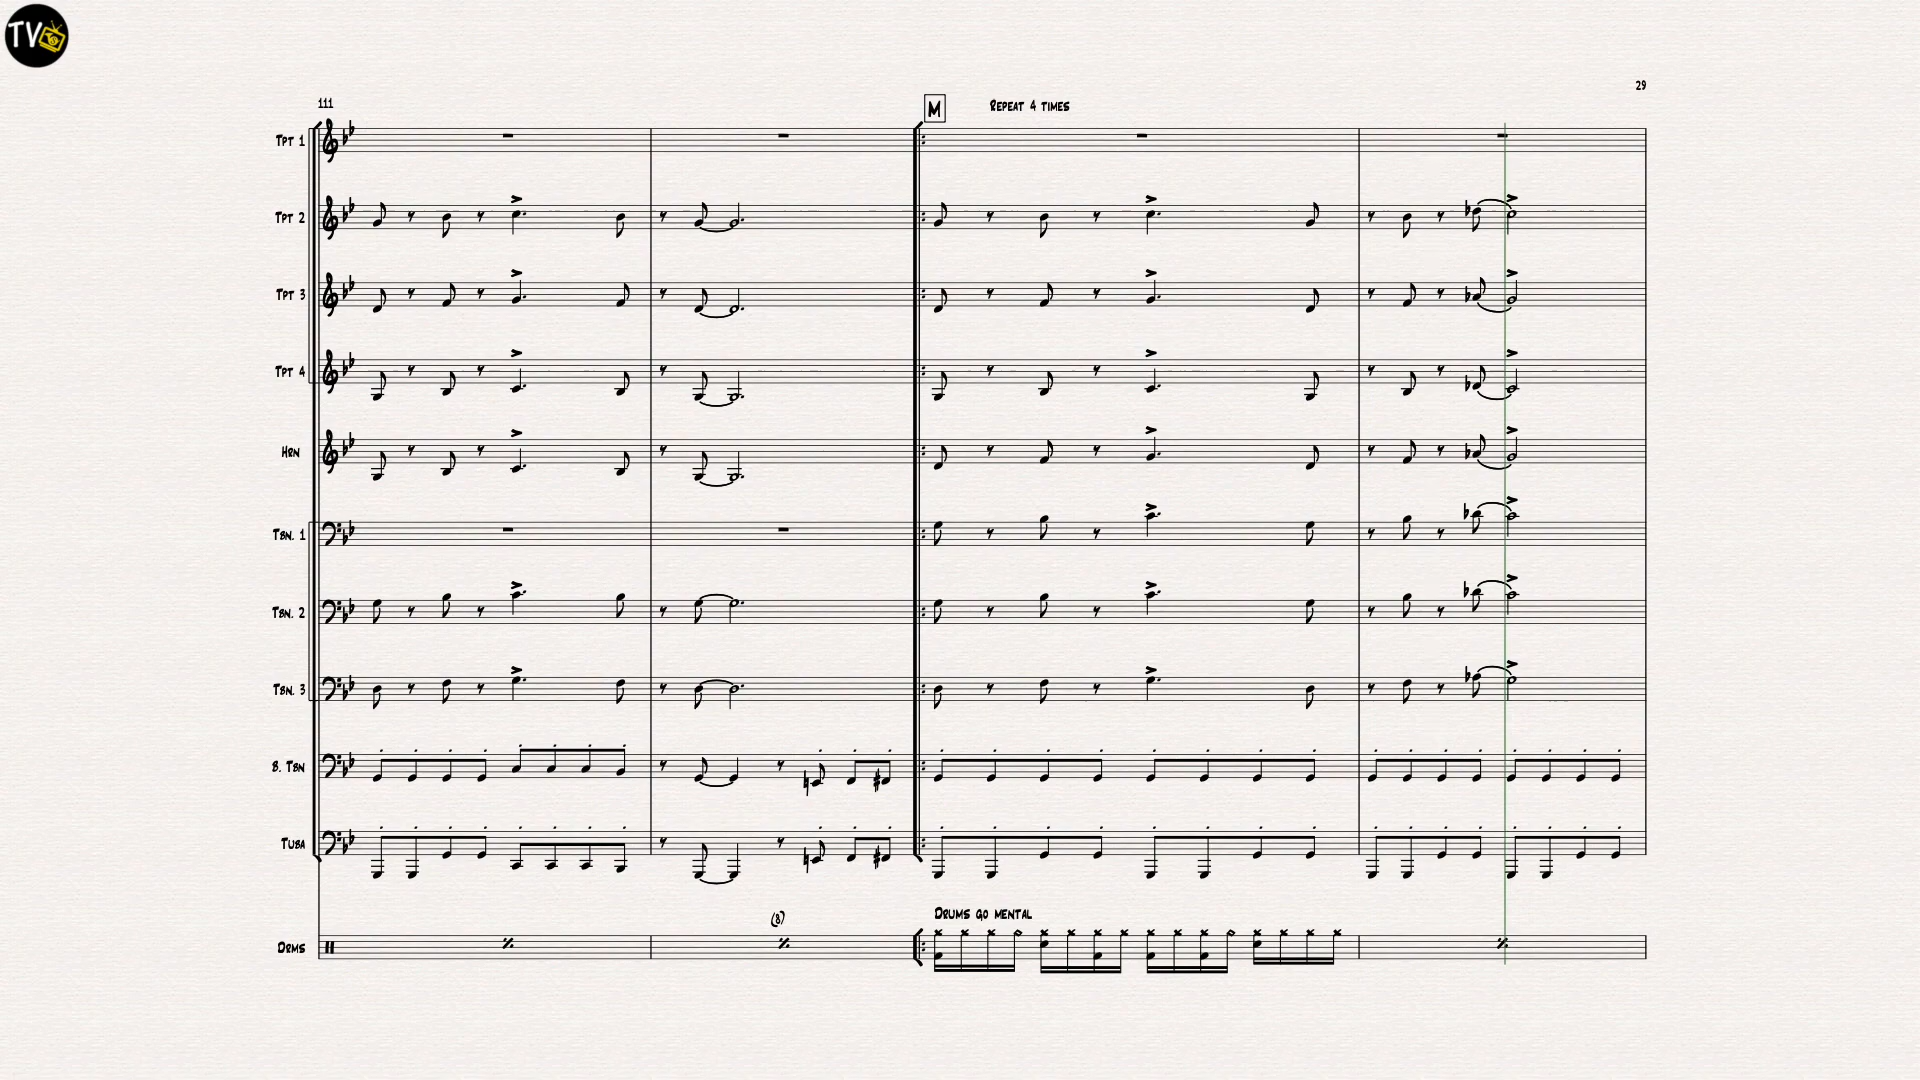 TV
29
111
M
Repeat 4 times
Tpt 1
Tpt 2
Tpt 3
Tpt 4
Hrn
Tbn. 1
Tbn. 2
Tbn. 3
B. Tbn
Tuba
(8)
Drums go mental
Drms